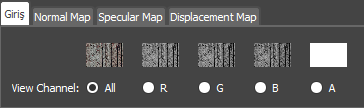 Giriş Normal Map Specular Map Displacement Map
View Channel: All R G B A